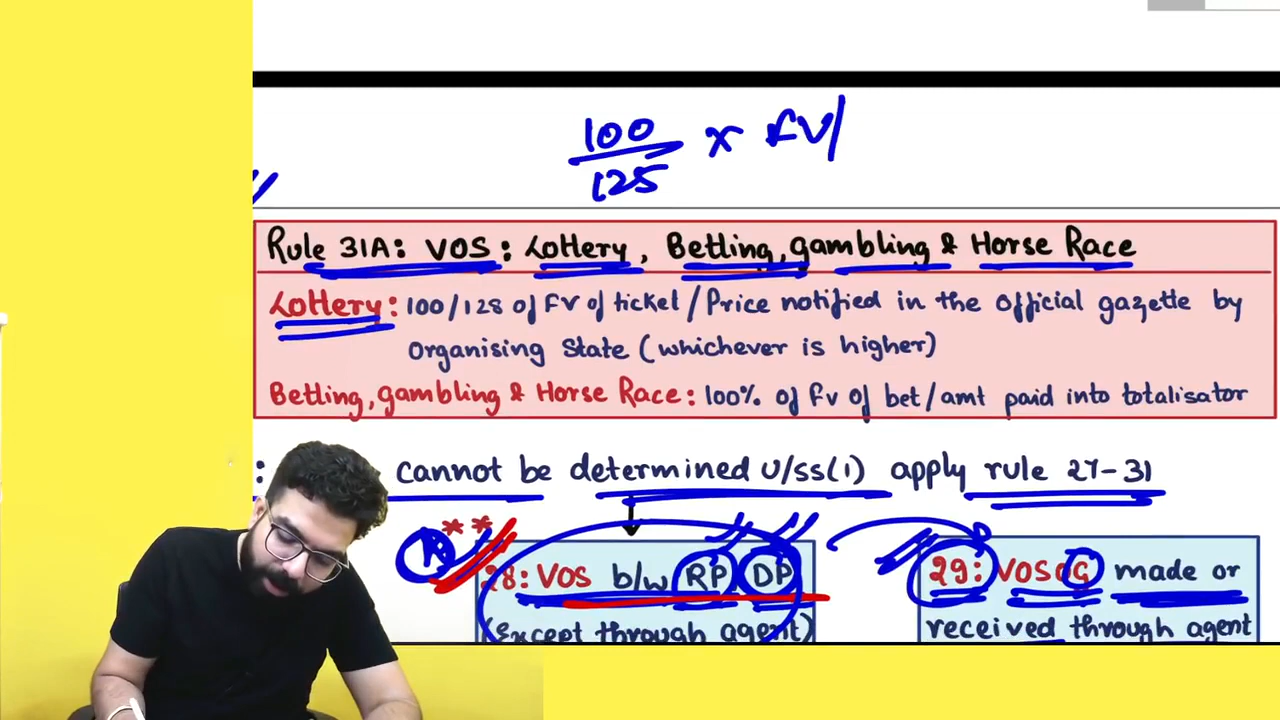 100
125 x FV
Rule 31A: VOS: Lottery, Betting, gambling & Horse Race
Lottery: 100/128 of FV of ticket/Price notified in the official gazette by
Organising State (whichever is higher)
Betting, gambling & Horse Race: 100% of FV of bet/amt paid into totalisator
: cannot be determined U/ss(1) apply rule 27-31
A **
28: VOS b/w RP DP
(Except through agent)
29: VOS G made or
received through agent